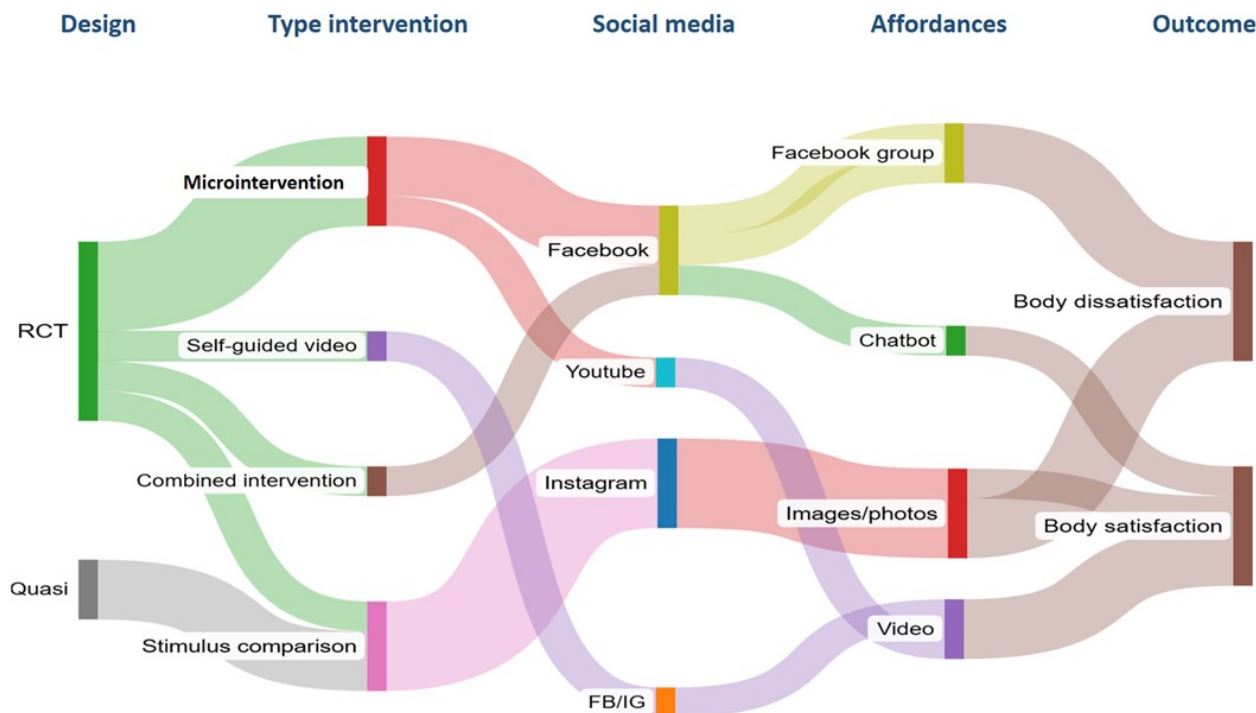 Design
Type intervention
Social media
Affordances
Outcome
RCT
Quasi
Microintervention
Self-guided video
Combined intervention
Stimulus comparison
Facebook
Youtube
Instagram
FB/IG
Facebook group
Chatbot
Images/photos
Video
Body dissatisfaction
Body satisfaction